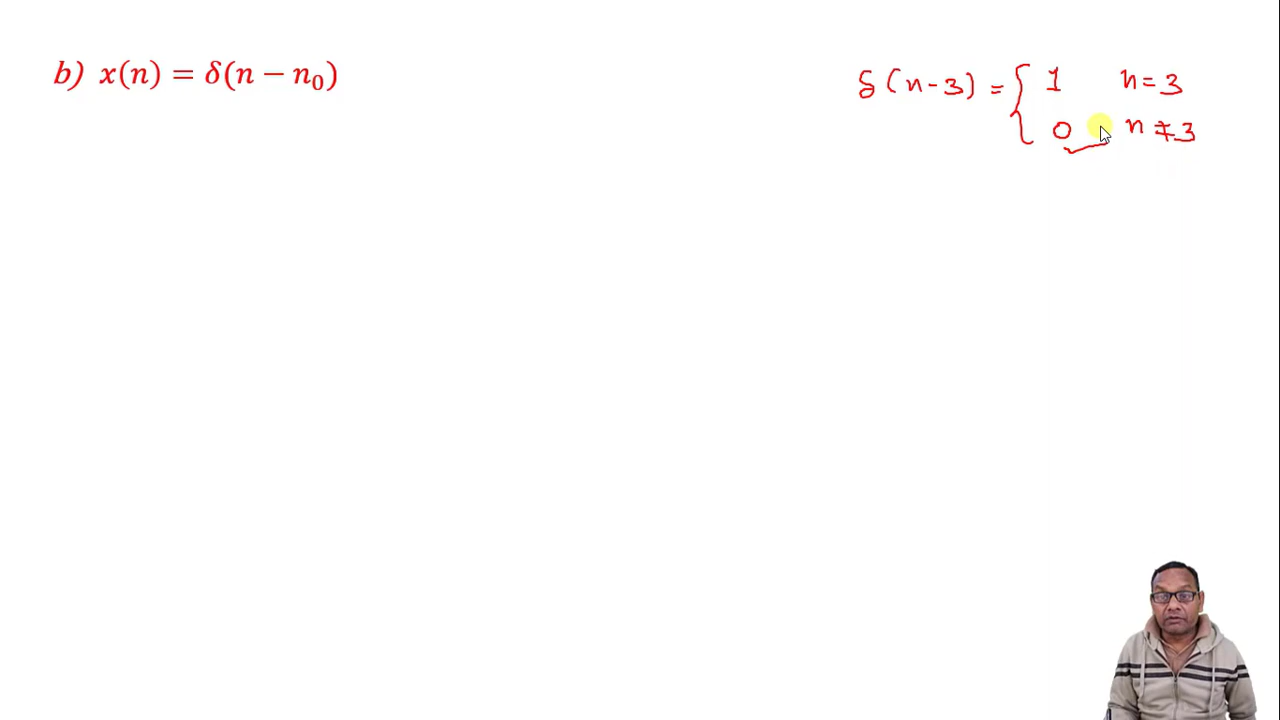 b) x(n) = δ(n − n₀)
δ(n-3) = { 1 n=3
0 n≠3